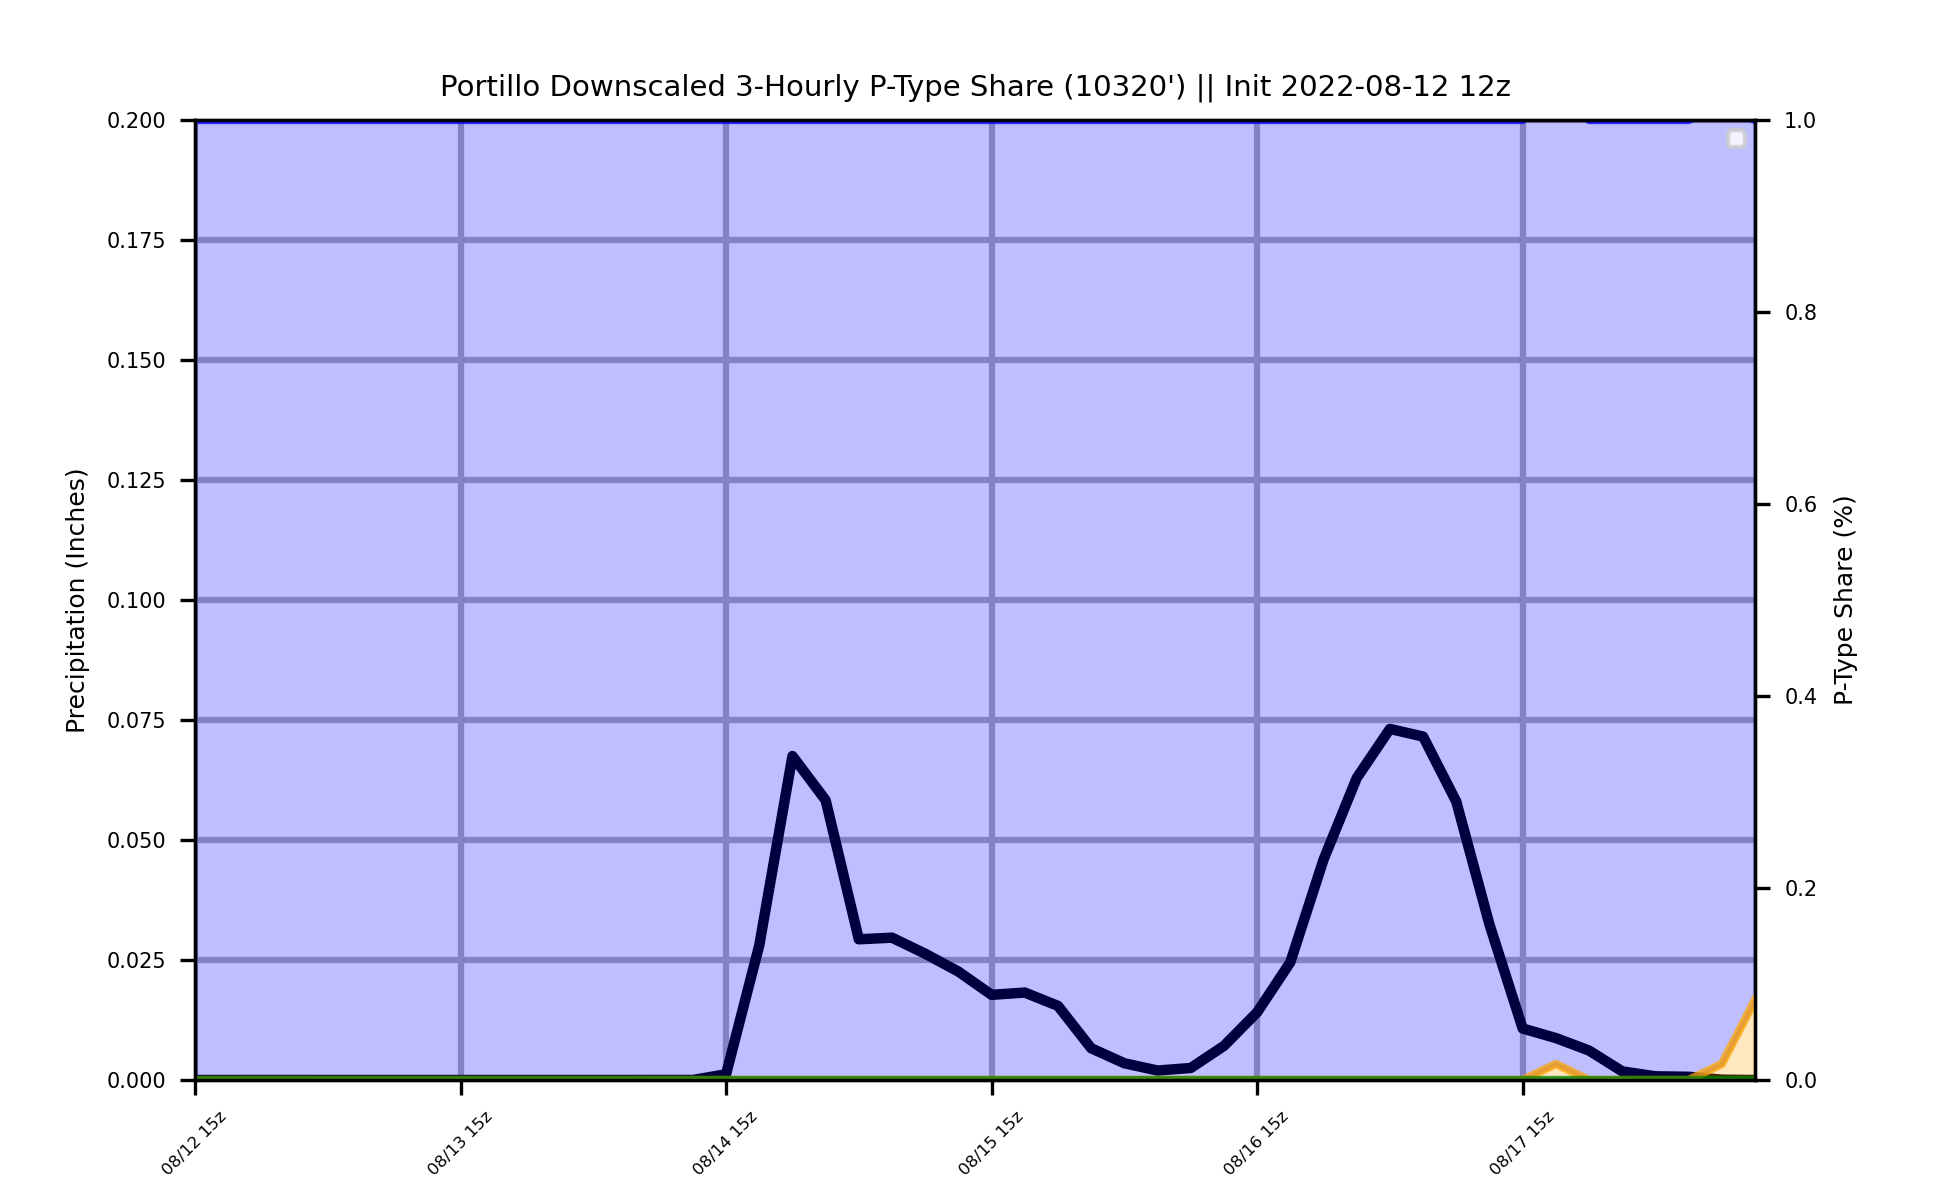 Portillo Downscaled 3-Hourly P-Type Share (10320') || Init 2022-08-12 12z
0.200
0.175
0.150
0.125
0.100
0.075
0.050
0.025
0.000
Precipitation (Inches)
1.0
0.8
0.6
0.4
0.2
0.0
P-Type Share (%)
08/12 15z
08/13 15z
08/14 15z
08/15 15z
08/16 15z
08/17 15z